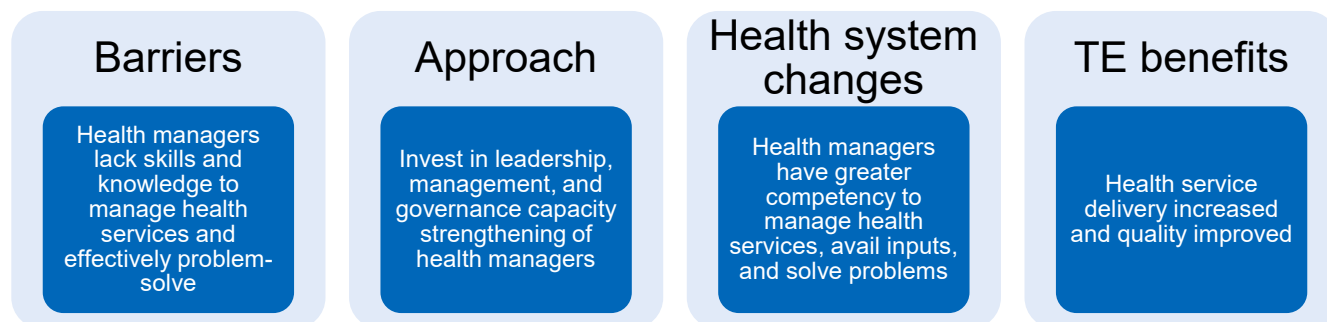 Barriers
Health managers
lack skills and
knowledge to
manage health
services and
effectively problem-
solve
Approach
Invest in leadership,
management, and
governance capacity
strengthening of
health managers
Health system
changes
Health managers
have greater
competency to
manage health
services, avail inputs,
and solve problems
TE benefits
Health service
delivery increased
and quality improved